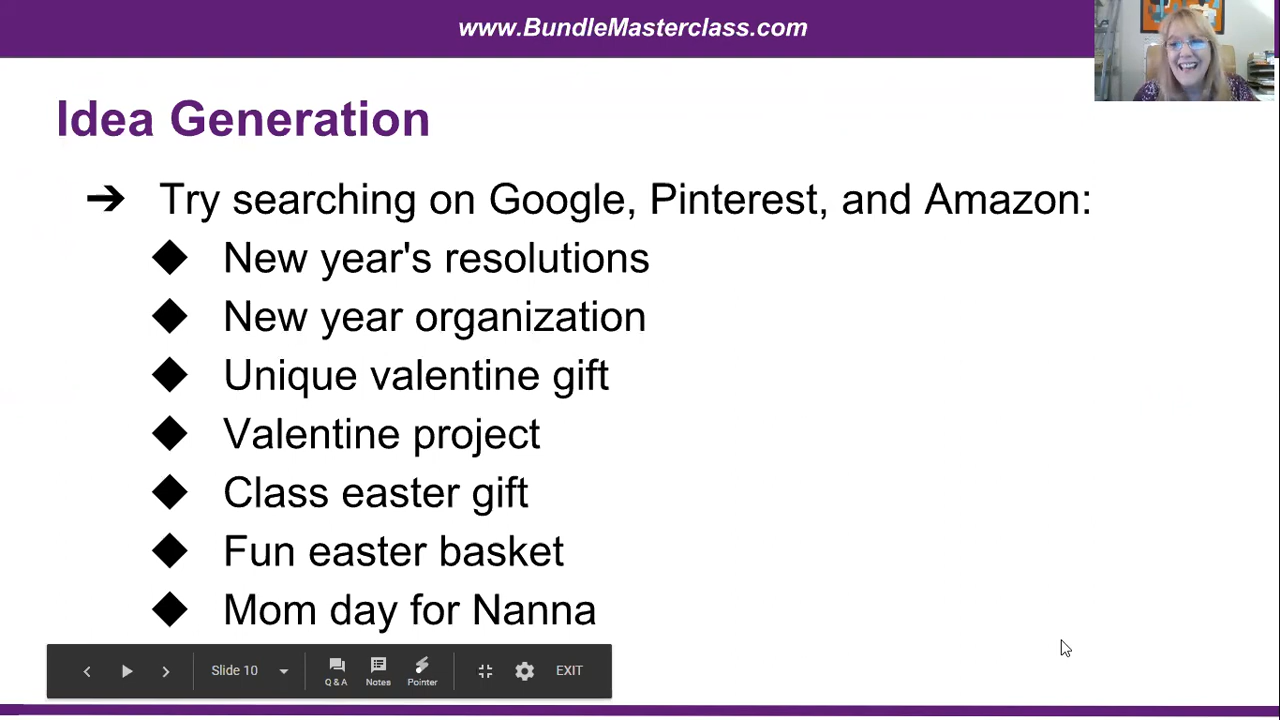 www.BundleMasterclass.com
Idea Generation
➔ Try searching on Google, Pinterest, and Amazon:
◆ New year's resolutions
◆ New year organization
◆ Unique valentine gift
◆ Valentine project
◆ Class easter gift
◆ Fun easter basket
◆ Mom day for Nanna
Slide 10 Q & A Notes Pointer EXIT